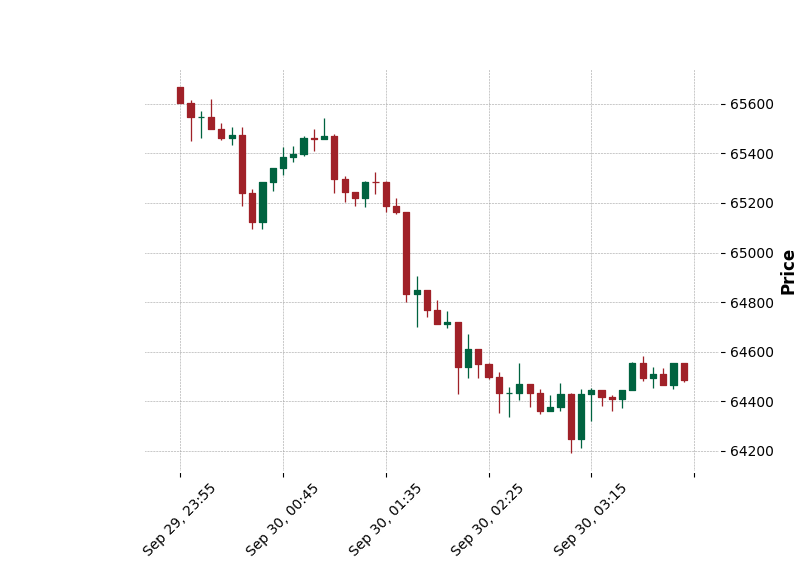 65600
65400
65200
65000
64800
64600
64400
64200
Price
Sep 29, 23:55
Sep 30, 00:45
Sep 30, 01:35
Sep 30, 02:25
Sep 30, 03:15